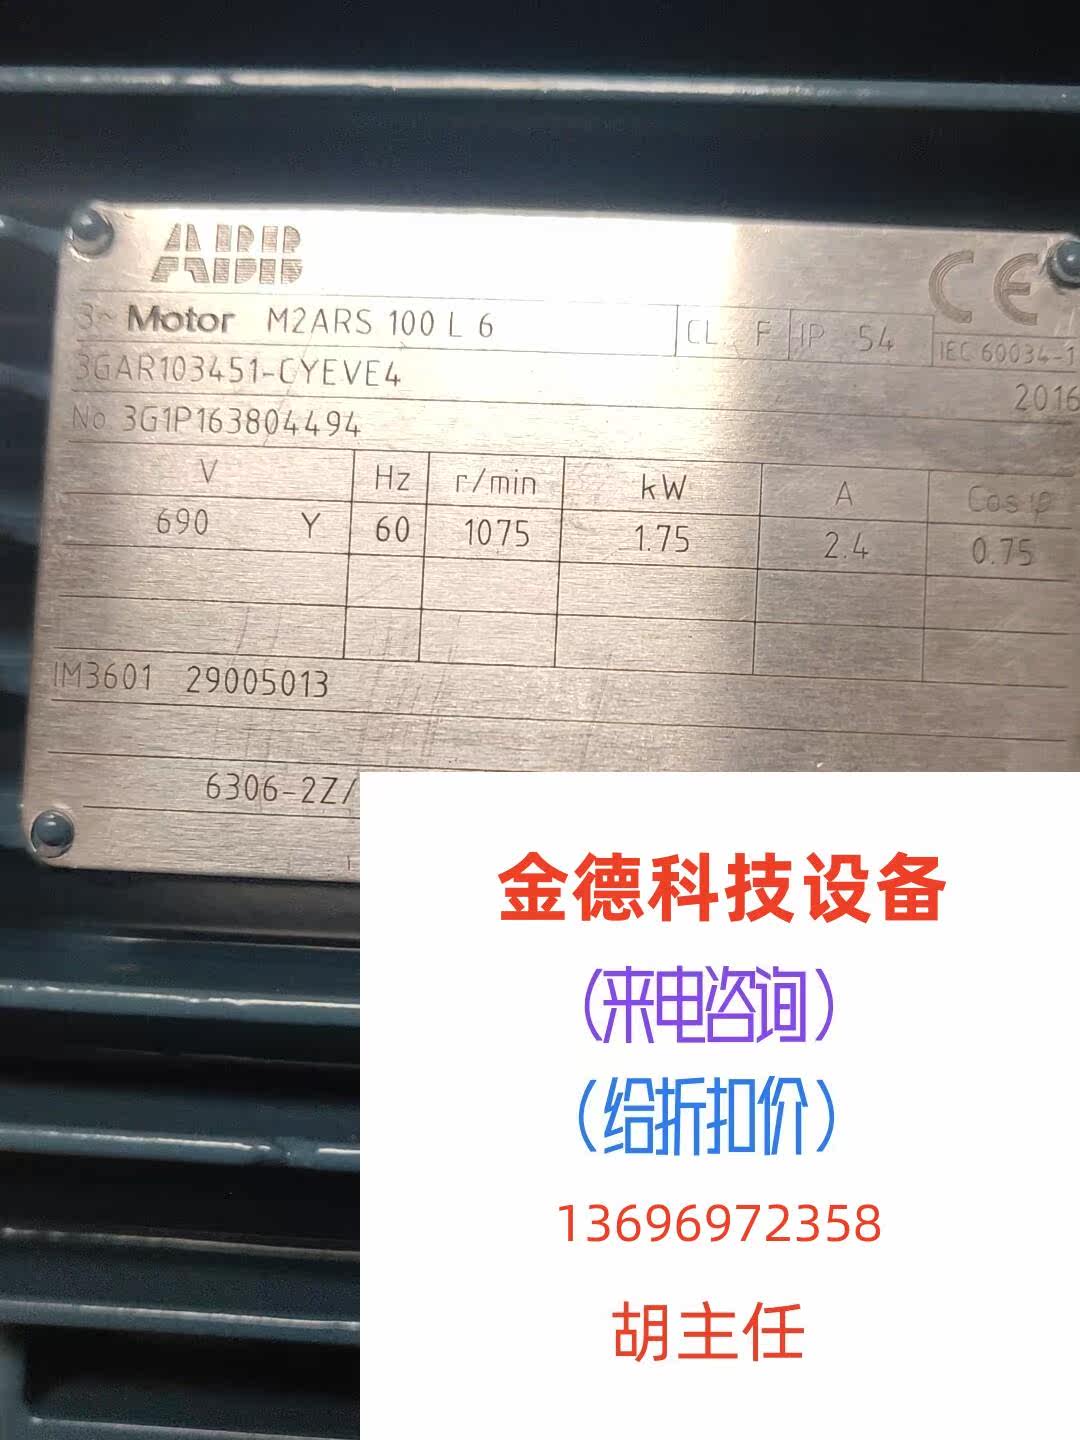 ABB
CE
3~ Motor M2ARS 100 L 6 CL. F IP 54 IEC 60034-1
3GAR103451-CYEVE4 2016
No. 3G1P163804494
V Hz r/min kW A Cos φ
690 Y 60 1075 1.75 2.4 0.75
IM3601 29005013
6306-2Z/
金德科技设备
(来电咨询)
(给折扣价)
13696972358
胡主任